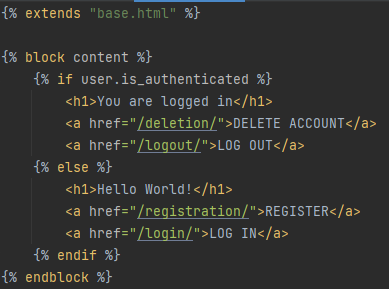 {% extends "base.html" %}
{% block content %}
{% if user.is_authenticated %}
<h1>You are logged in</h1>
<a href="/deletion/">DELETE ACCOUNT</a>
<a href="/logout/">LOG OUT</a>
{% else %}
<h1>Hello World!</h1>
<a href="/registration/">REGISTER</a>
<a href="/login/">LOG IN</a>
{% endif %}
{% endblock %}